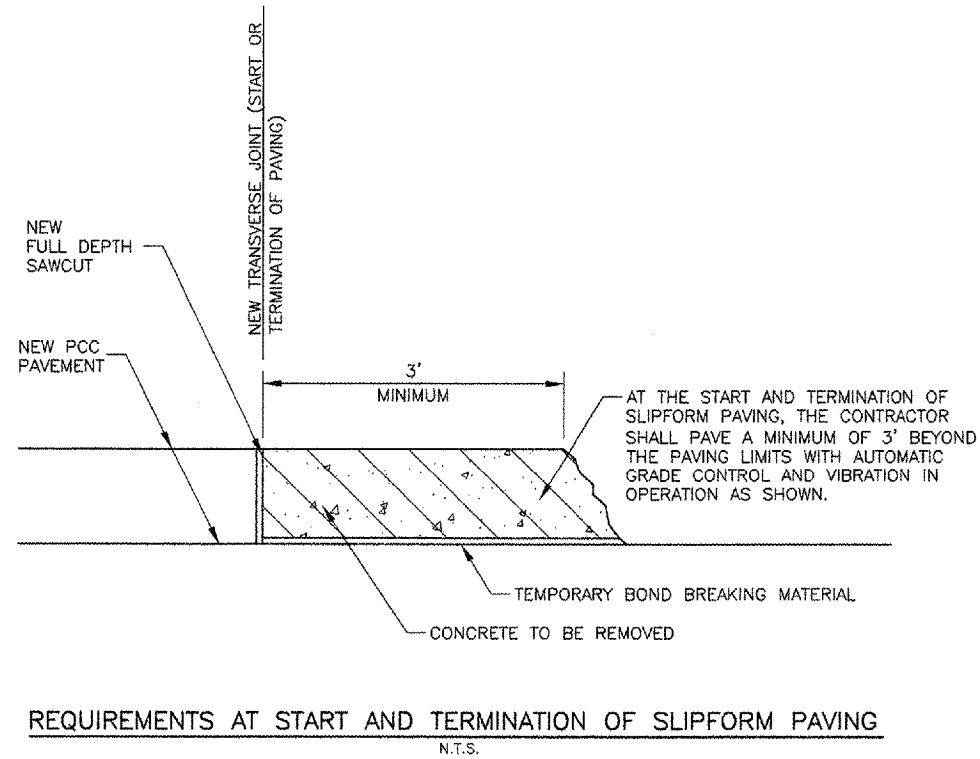 NEW TRANSVERSE JOINT (START OR
TERMINATION OF PAVING)
NEW
FULL DEPTH
SAWCUT
NEW PCC
PAVEMENT
3'
MINIMUM
AT THE START AND TERMINATION OF
SLIPFORM PAVING, THE CONTRACTOR
SHALL PAVE A MINIMUM OF 3' BEYOND
THE PAVING LIMITS WITH AUTOMATIC
GRADE CONTROL AND VIBRATION IN
OPERATION AS SHOWN.
TEMPORARY BOND BREAKING MATERIAL
CONCRETE TO BE REMOVED
REQUIREMENTS AT START AND TERMINATION OF SLIPFORM PAVING
N.T.S.